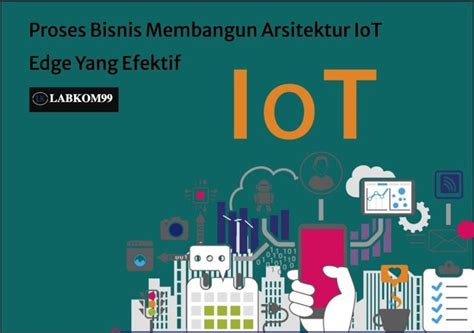 Proses Bisnis Membangun Arsitektur IoT
Edge Yang Efektif
LABKOM99
IoT